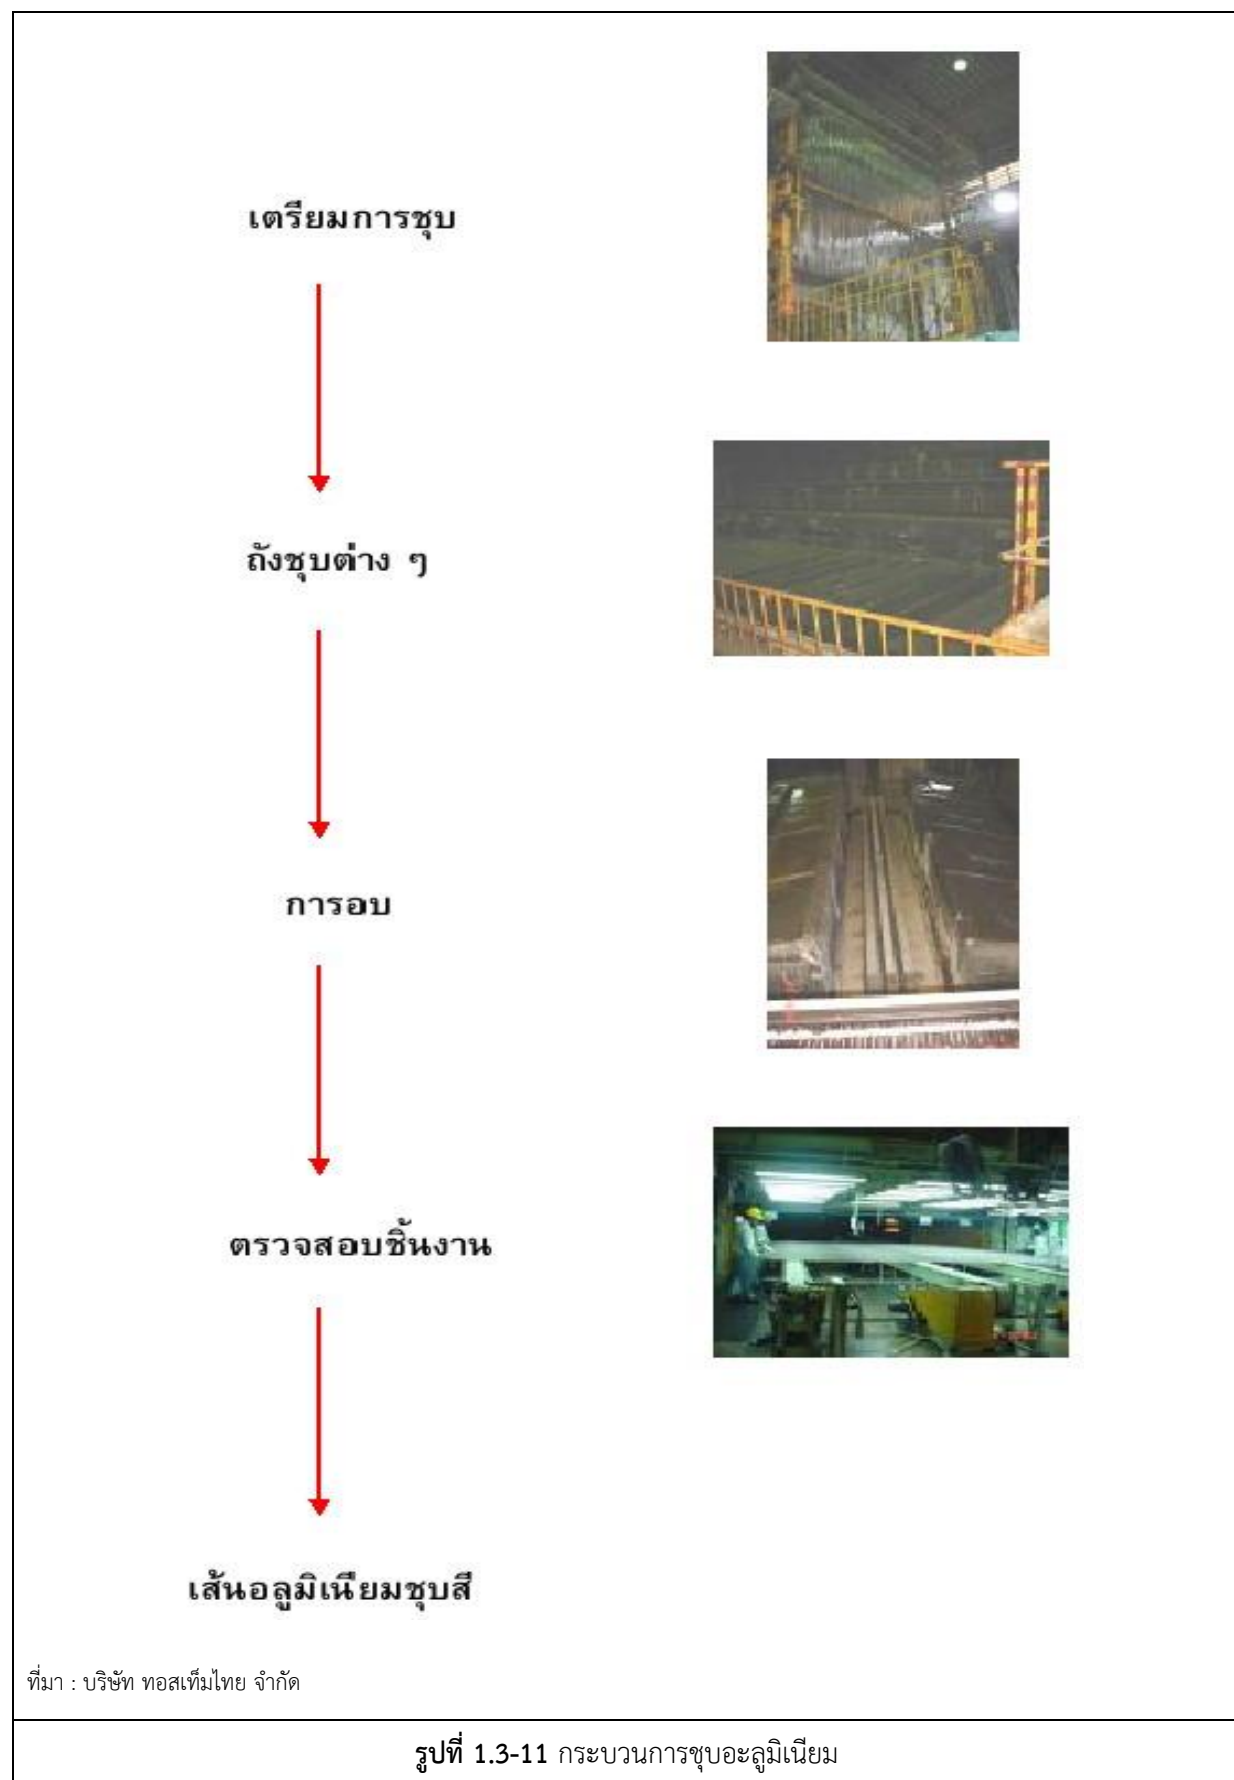 เตรียมการชุบ
ถังชุบต่าง ๆ
การอบ
ตรวจสอบชิ้นงาน
เส้นอลูมิเนียมชุบสี
ที่มา : บริษัท ทอสเท็มไทย จำกัด
รูปที่ 1.3-11 กระบวนการชุบอะลูมิเนียม